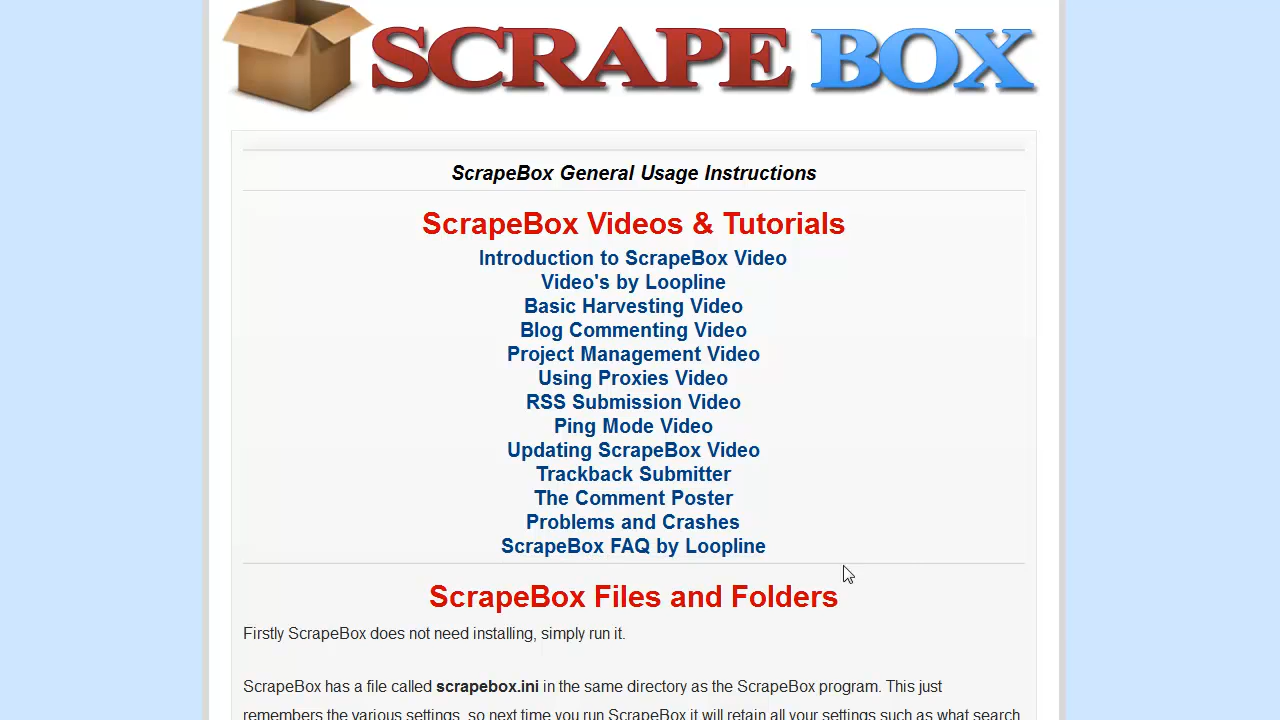 SCRAPE BOX
ScrapeBox General Usage Instructions
ScrapeBox Videos & Tutorials
Introduction to ScrapeBox Video
Video's by Loopline
Basic Harvesting Video
Blog Commenting Video
Project Management Video
Using Proxies Video
RSS Submission Video
Ping Mode Video
Updating ScrapeBox Video
Trackback Submitter
The Comment Poster
Problems and Crashes
ScrapeBox FAQ by Loopline
ScrapeBox Files and Folders
Firstly ScrapeBox does not need installing, simply run it.
ScrapeBox has a file called scrapebox.ini in the same directory as the ScrapeBox program. This just
remembers the various settings, so next time you run ScrapeBox it will retain all your settings such as what search